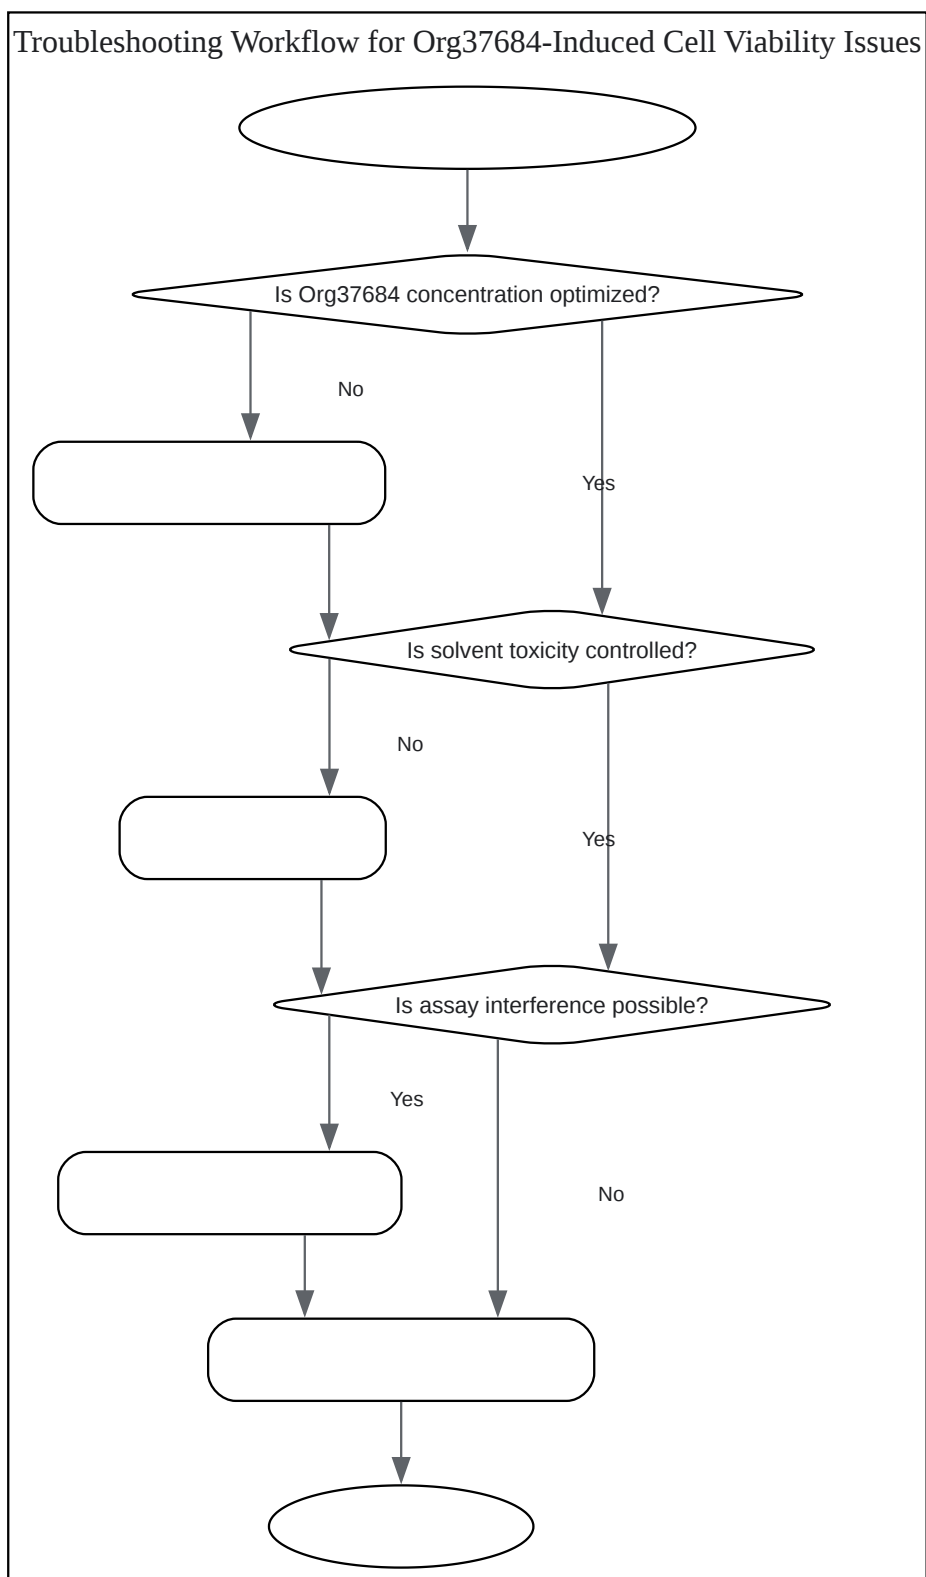 Troubleshooting Workflow for Org37684-Induced Cell Viability Issues
Is Org37684 concentration optimized?
No
Yes
Is solvent toxicity controlled?
No
Yes
Is assay interference possible?
Yes
No